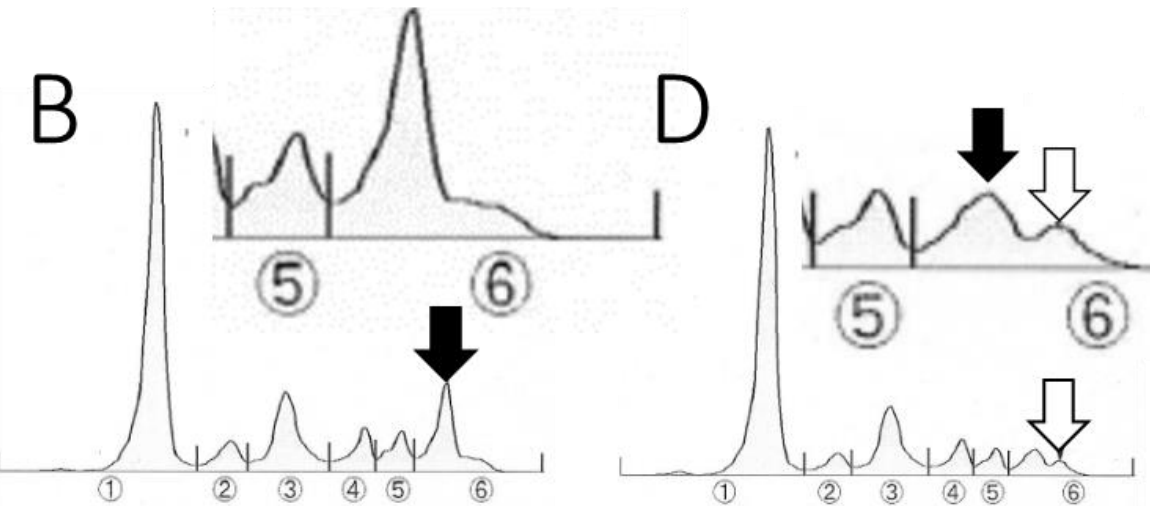 B
D
⑤ ⑥
⑤ ⑥
① ② ③ ④ ⑤ ⑥
① ② ③ ④ ⑤ ⑥